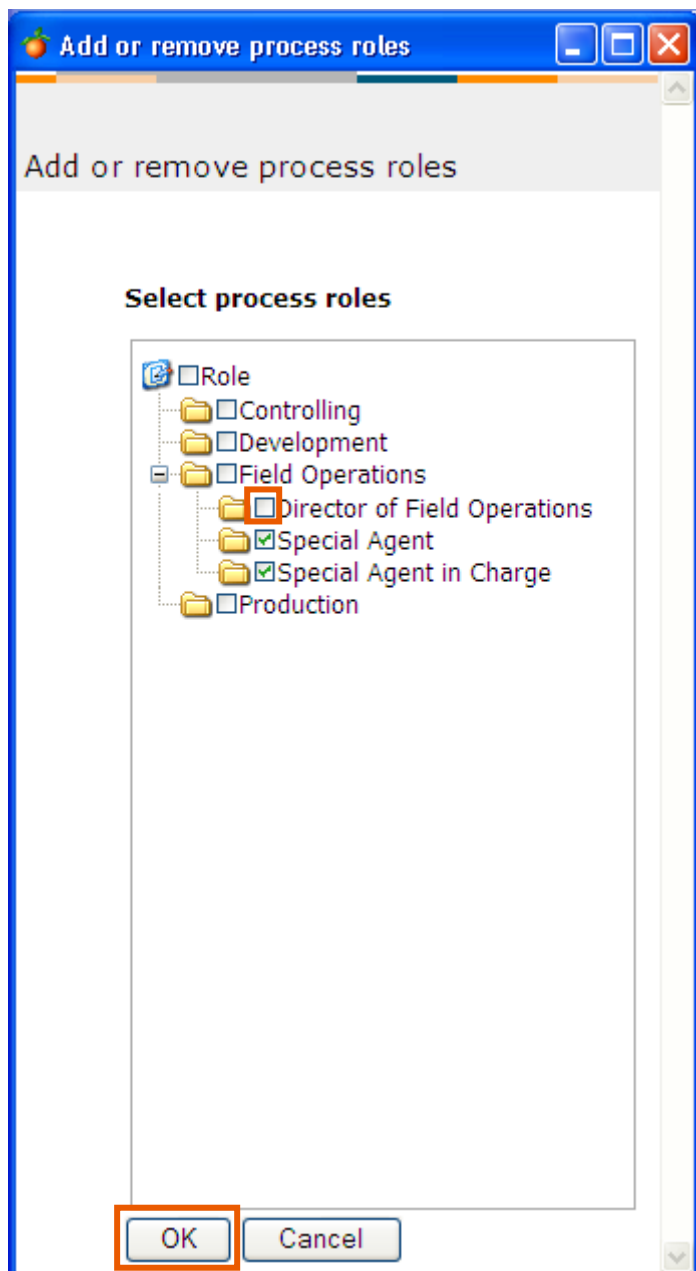 Add or remove process roles
Add or remove process roles
Select process roles
Role
Controlling
Development
Field Operations
Director of Field Operations
Special Agent
Special Agent in Charge
Production
OK
Cancel